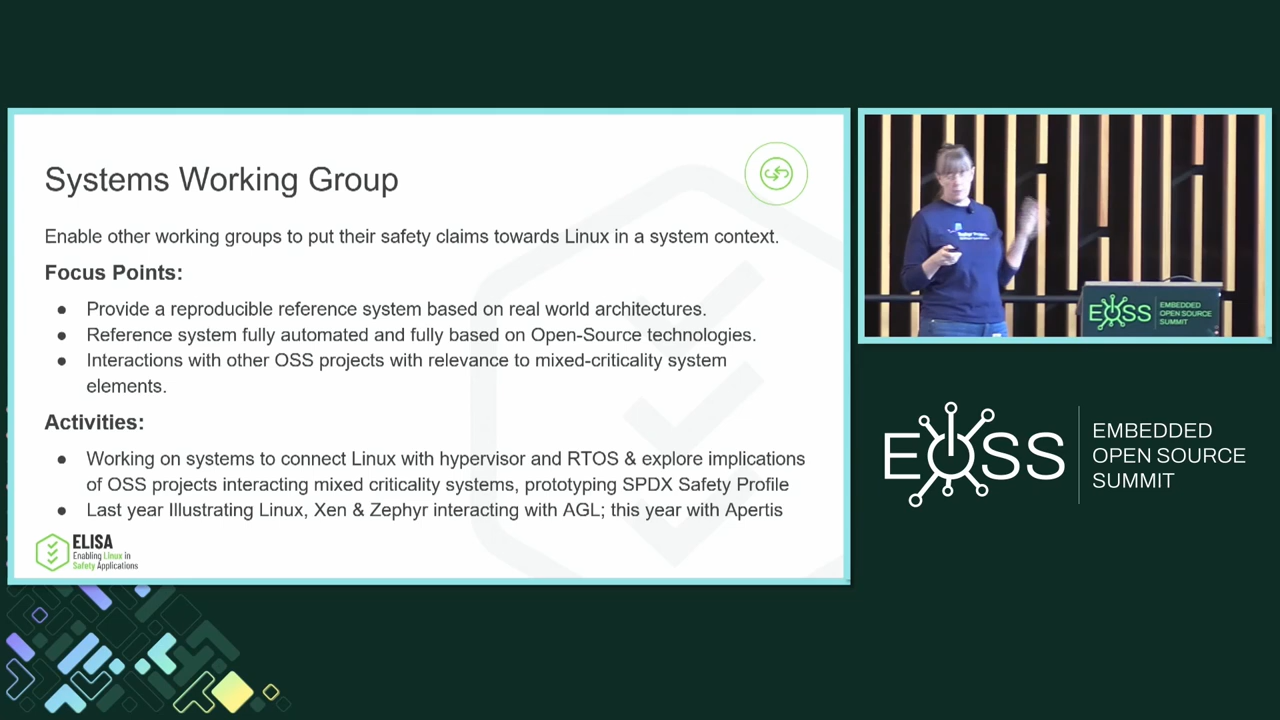 Systems Working Group
Enable other working groups to put their safety claims towards Linux in a system context.
Focus Points:
● Provide a reproducible reference system based on real world architectures.
● Reference system fully automated and fully based on Open-Source technologies.
● Interactions with other OSS projects with relevance to mixed-criticality system
elements.
Activities:
● Working on systems to connect Linux with hypervisor and RTOS & explore implications
of OSS projects interacting mixed criticality systems, prototyping SPDX Safety Profile
● Last year Illustrating Linux, Xen & Zephyr interacting with AGL; this year with Apertis
ELISA
Enabling Linux in
Safety Applications
EOSS
EMBEDDED
OPEN SOURCE
SUMMIT
EOSS
EMBEDDED
OPEN SOURCE
SUMMIT